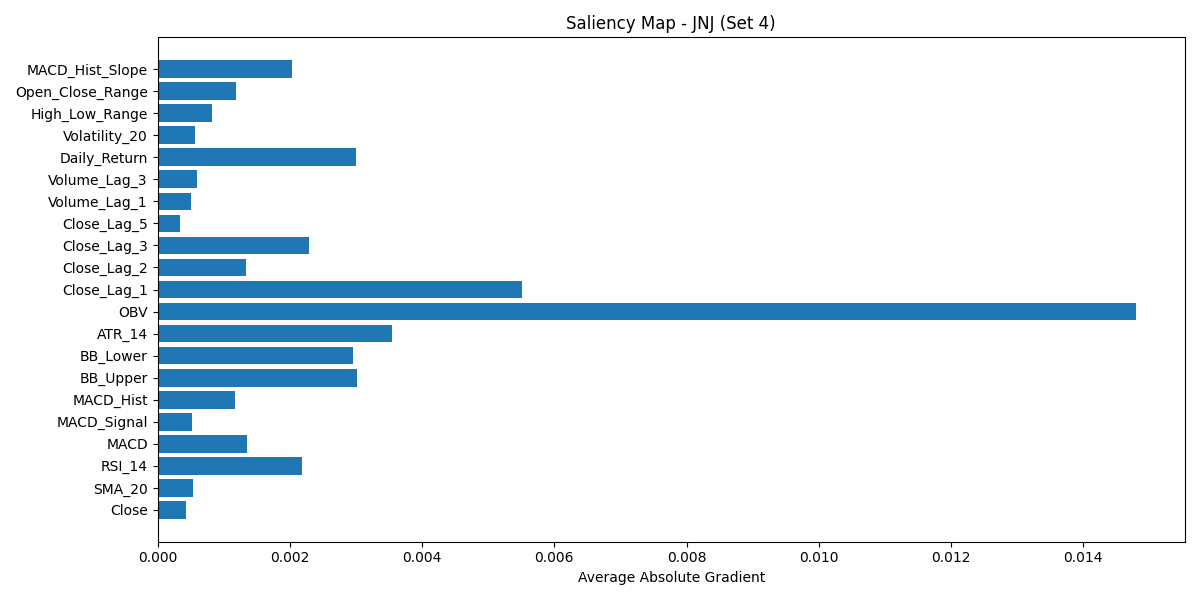 Saliency Map - JNJ (Set 4)
MACD_Hist_Slope
Open_Close_Range
High_Low_Range
Volatility_20
Daily_Return
Volume_Lag_3
Volume_Lag_1
Close_Lag_5
Close_Lag_3
Close_Lag_2
Close_Lag_1
OBV
ATR_14
BB_Lower
BB_Upper
MACD_Hist
MACD_Signal
MACD
RSI_14
SMA_20
Close
0.000 0.002 0.004 0.006 0.008 0.010 0.012 0.014
Average Absolute Gradient